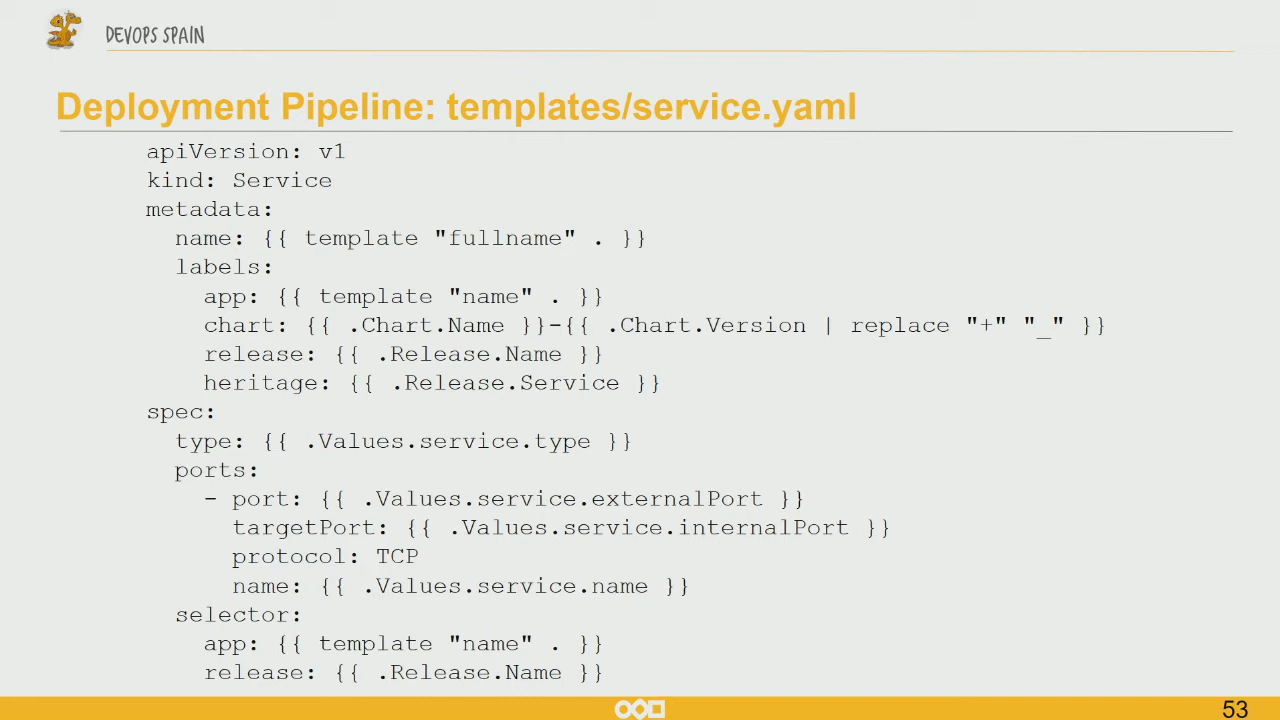 DEVOPS SPAIN
Deployment Pipeline: templates/service.yaml
apiVersion: v1
kind: Service
metadata:
  name: {{ template "fullname" . }}
  labels:
    app: {{ template "name" . }}
    chart: {{ .Chart.Name }}-{{ .Chart.Version | replace "+" "_" }}
    release: {{ .Release.Name }}
    heritage: {{ .Release.Service }}
spec:
  type: {{ .Values.service.type }}
  ports:
    - port: {{ .Values.service.externalPort }}
      targetPort: {{ .Values.service.internalPort }}
      protocol: TCP
      name: {{ .Values.service.name }}
  selector:
    app: {{ template "name" . }}
    release: {{ .Release.Name }}
53